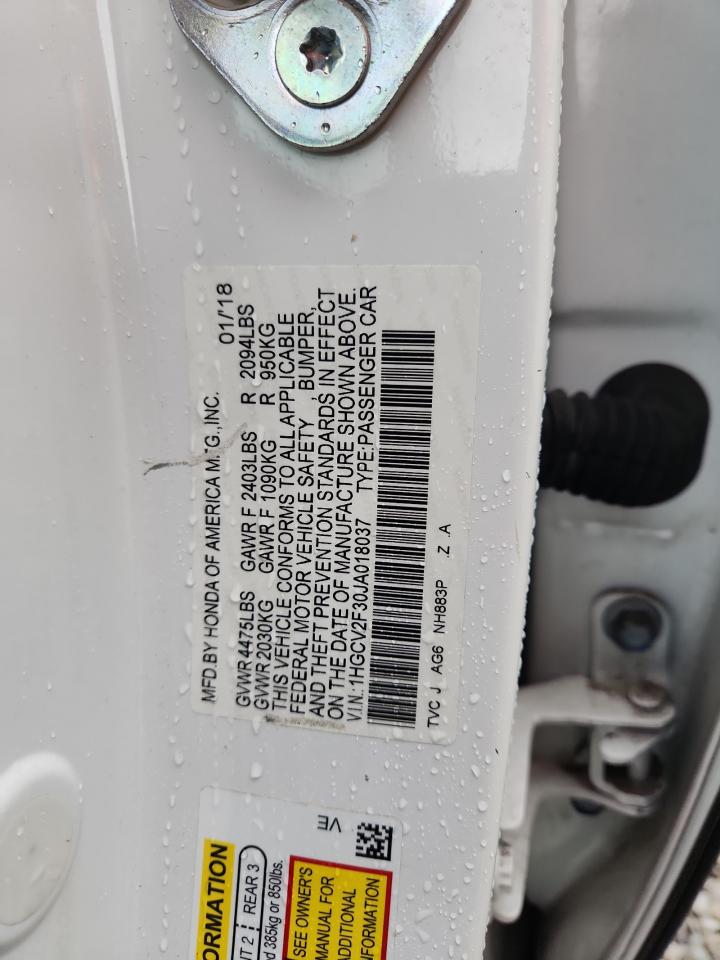 MFD.BY HONDA OF AMERICA MFG.,INC. 01/'18
GVWR 4475LBS GAWR F 2403LBS R 2094LBS
GVWR 2030KG GAWR F 1090KG R 950KG
THIS VEHICLE CONFORMS TO ALL APPLICABLE
FEDERAL MOTOR VEHICLE SAFETY , BUMPER,
AND THEFT PREVENTION STANDARDS IN EFFECT
ON THE DATE OF MANUFACTURE SHOWN ABOVE.
V.I.N.:1HGCV2F30JA018037 TYPE:PASSENGER CAR
TVC J AG6 NH883P Z .A
VE
ORMATION
T 2 | REAR 3
d 385kg or 850lbs.
SEE OWNER'S
MANUAL FOR
ADDITIONAL
INFORMATION